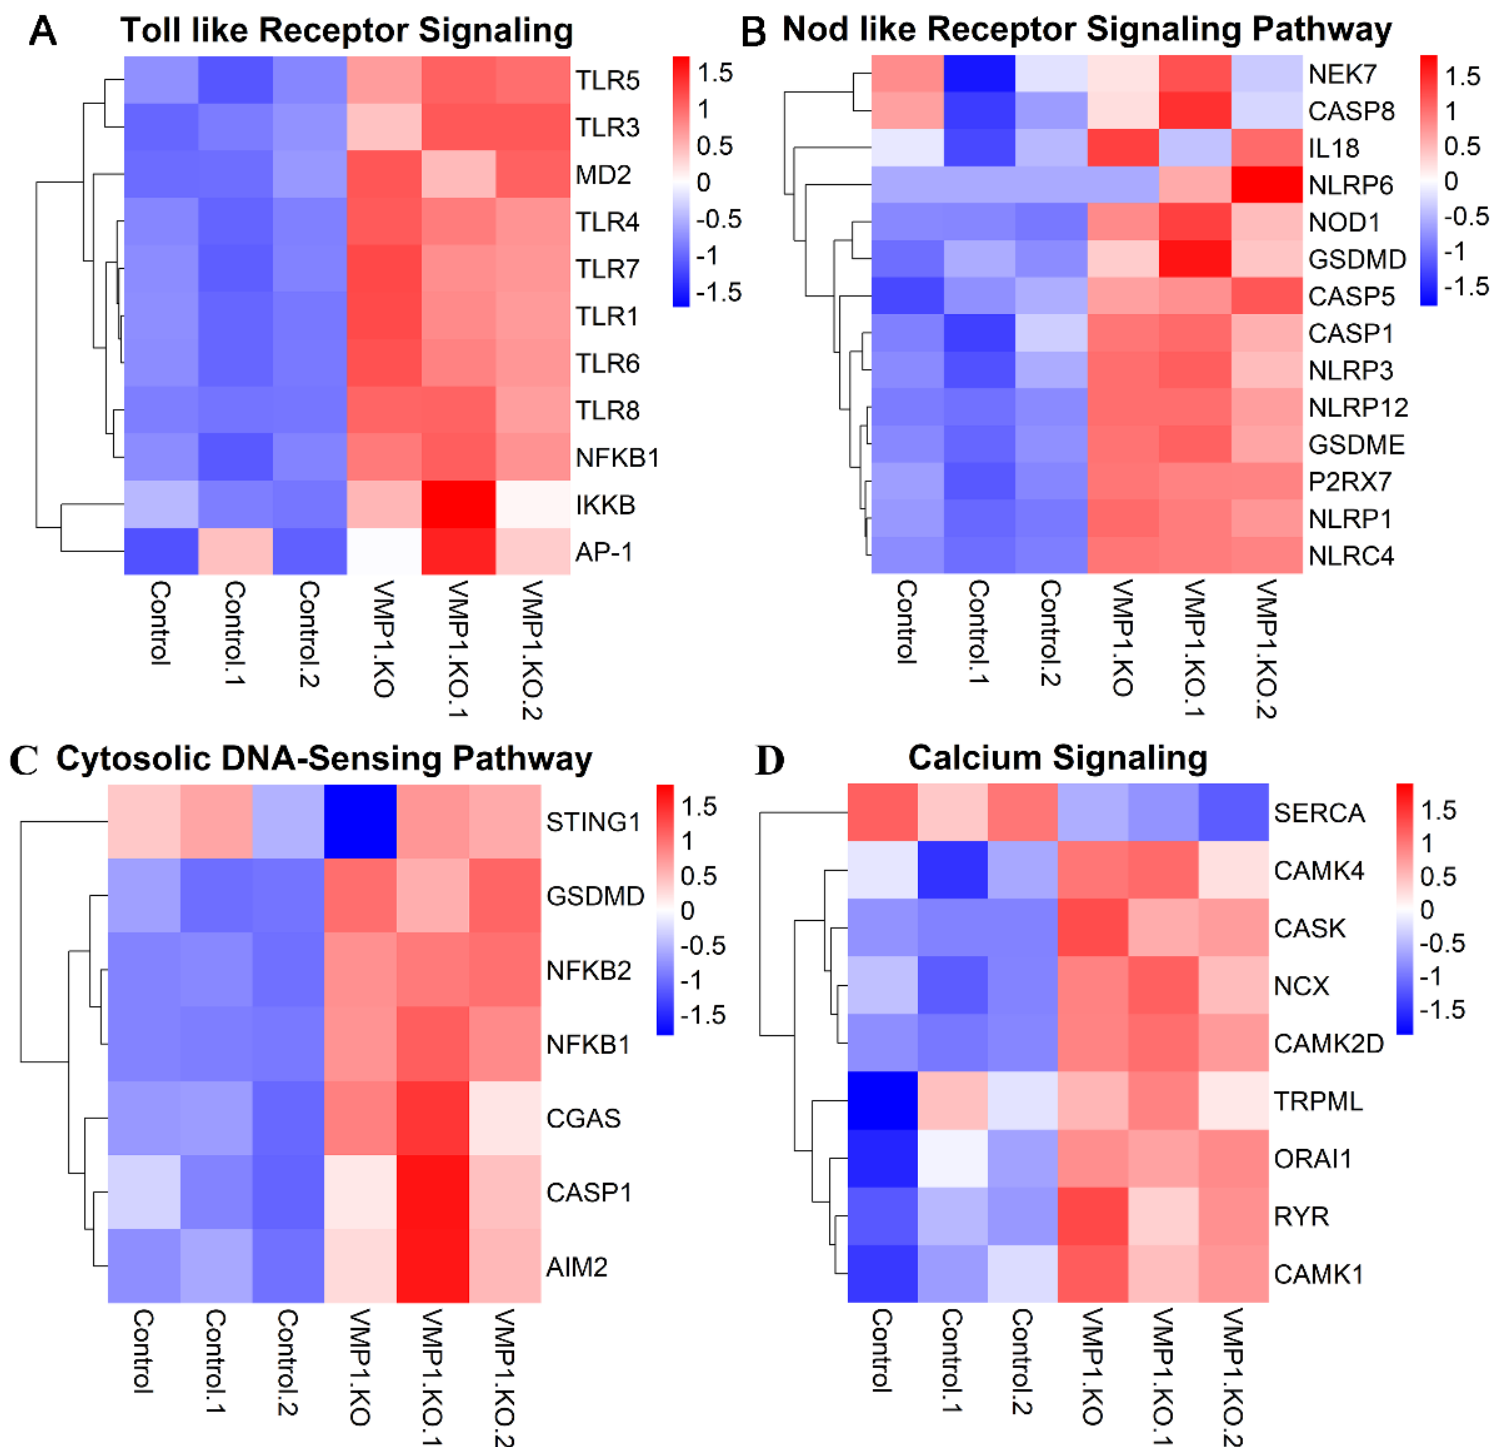 A Toll like Receptor Signaling
TLR5
TLR3
MD2
TLR4
TLR7
TLR1
TLR6
TLR8
NFKB1
IKKB
AP-1
1.5
1
0.5
0
-0.5
-1
-1.5
Control
Control.1
Control.2
VMP1.KO
VMP1.KO.1
VMP1.KO.2
B Nod like Receptor Signaling Pathway
NEK7
CASP8
IL18
NLRP6
NOD1
GSDMD
CASP5
CASP1
NLRP3
NLRP12
GSDME
P2RX7
NLRP1
NLRC4
1.5
1
0.5
0
-0.5
-1
-1.5
Control
Control.1
Control.2
VMP1.KO
VMP1.KO.1
VMP1.KO.2
C Cytosolic DNA-Sensing Pathway
STING1
GSDMD
NFKB2
NFKB1
CGAS
CASP1
AIM2
1.5
1
0.5
0
-0.5
-1
-1.5
Control
Control.1
Control.2
VMP1.KO
VMP1.KO.1
VMP1.KO.2
D Calcium Signaling
SERCA
CAMK4
CASK
NCX
CAMK2D
TRPML
ORAI1
RYR
CAMK1
1.5
1
0.5
0
-0.5
-1
-1.5
Control
Control.1
Control.2
VMP1.KO
VMP1.KO.1
VMP1.KO.2